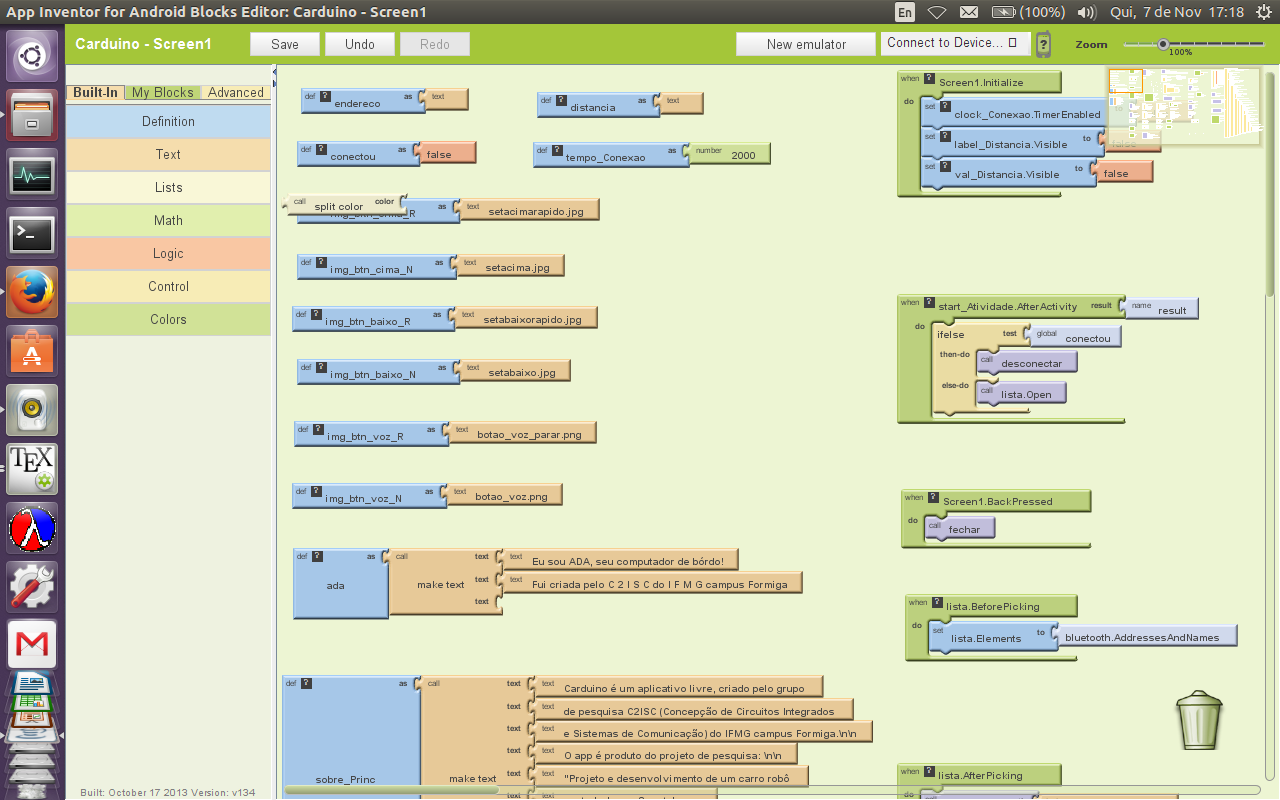 App Inventor for Android Blocks Editor: Carduino - Screen1
En (100%) Qui, 7 de Nov 17:18
Carduino - Screen1 Save Undo Redo New emulator Connect to Device... Zoom 100%
Built-In My Blocks Advanced
Definition
Text
Lists
Math
Logic
Control
Colors
def ? endereco as text
def ? distancia as text
def ? conectou as false
def ? tempo_Conexao as number 2000
call split color color
as text setacimarapido.jpg
def ? img_btn_cima_N as text setacima.jpg
def ? img_btn_baixo_R as text setabaixorapido.jpg
def ? img_btn_baixo_N as text setabaixo.jpg
def ? img_btn_voz_R as text botao_voz_parar.png
def ? img_btn_voz_N as text botao_voz.png
def ? ada as call make text
text text Eu sou ADA, seu computador de bórdo!
text text Fui criada pelo C 2 I S C do I F M G campus Formiga
text
def ? sobre_Princ as call make text
text text Carduino é um aplicativo livre, criado pelo grupo
text text de pesquisa C2ISC (Concepção de Circuitos Integrados
text text e Sistemas de Comunicação) do IFMG campus Formiga.\n\n
text text O app é produto do projeto de pesquisa: \n\n
text text "Projeto e desenvolvimento de um carro robô
when ? Screen1.Initialize
do set ? clock_Conexao.TimerEnabled to
set ? label_Distancia.Visible to false
set ? val_Distancia.Visible to false
when ? start_Atividade.AfterActivity result name result
do ifelse test global conectou
then-do call desconectar
else-do call lista.Open
when ? Screen1.BackPressed
do call fechar
when ? lista.BeforePicking
do set lista.Elements to bluetooth.AddressesAndNames
when ? lista.AfterPicking
TEX
Built: October 17 2013 Version: v134